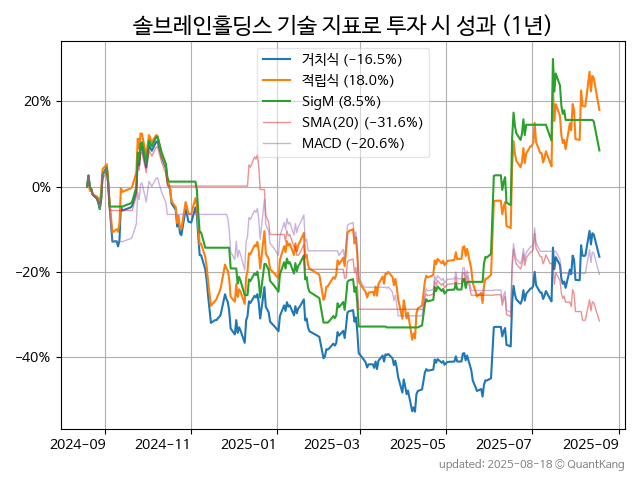 솔브레인홀딩스 기술 지표로 투자 시 성과 (1년)
거치식 (−16.5%)
적립식 (18.0%)
SigM (8.5%)
SMA(20) (−31.6%)
MACD (−20.6%)
20%
0%
−20%
−40%
2024-09 2024-11 2025-01 2025-03 2025-05 2025-07 2025-09
updated: 2025-08-18 © QuantKang